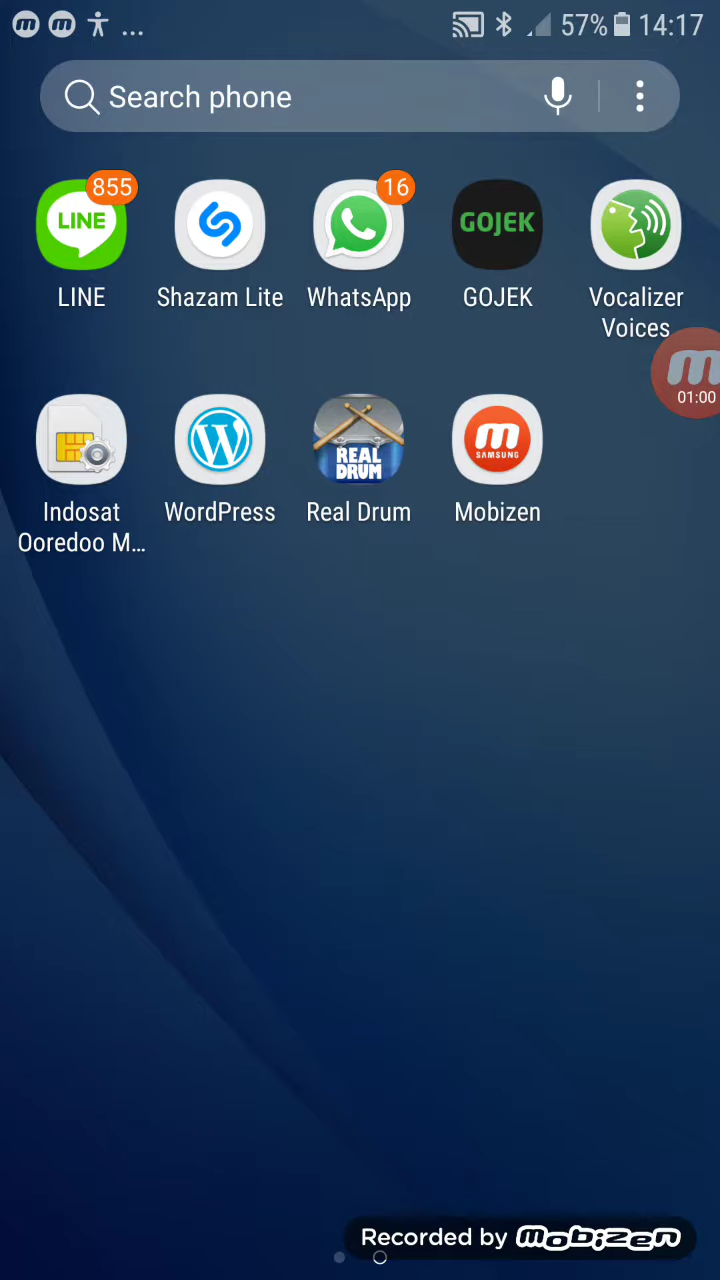 ... 57% 14:17
Search phone
855 16
LINE GOJEK
LINE Shazam Lite WhatsApp GOJEK Vocalizer Voices
01:00
REAL DRUM
SAMSUNG
Indosat Ooredoo M... WordPress Real Drum Mobizen
Recorded by mobizen